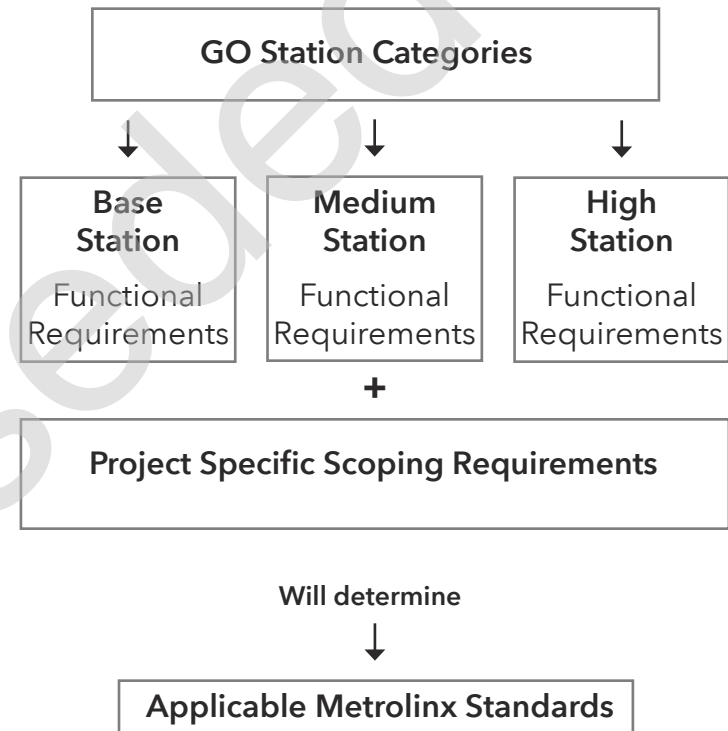 GO Station Categories
Base
Station
Functional
Requirements
Medium
Station
Functional
Requirements
High
Station
Functional
Requirements
+
Project Specific Scoping Requirements
Will determine
Applicable Metrolinx Standards